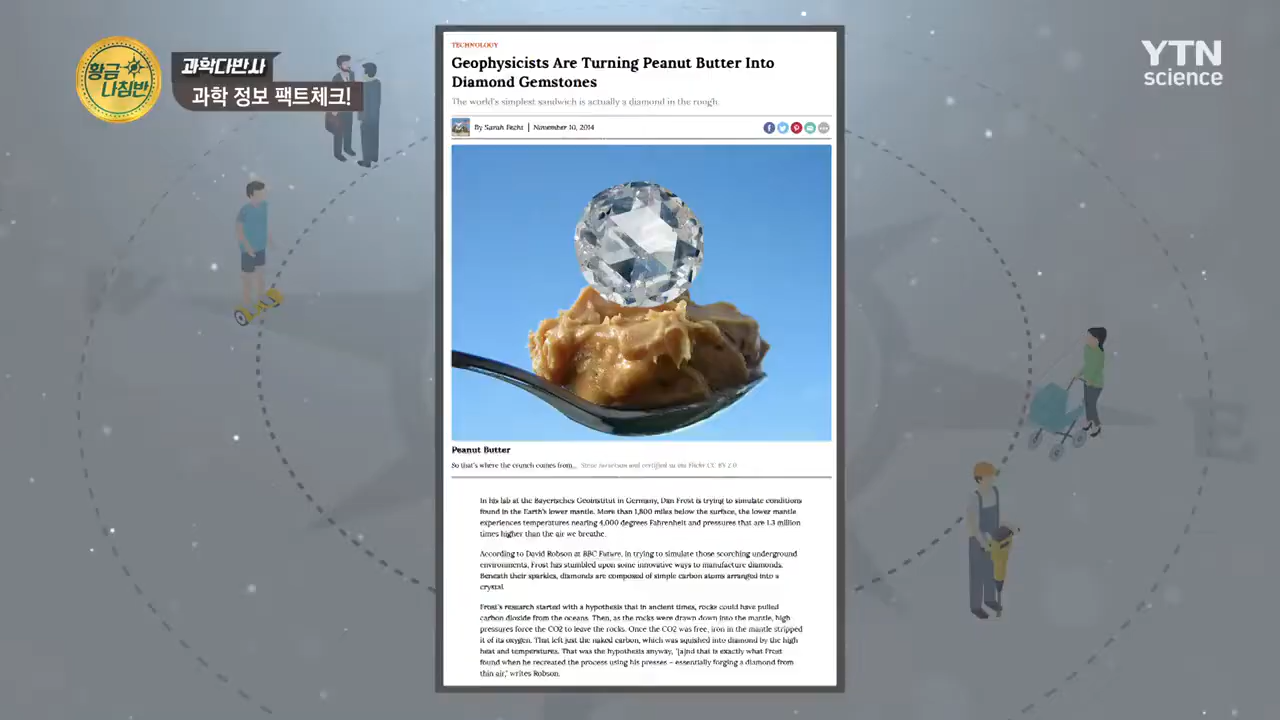 황금
나침반
과학다반사
과학 정보 팩트체크!
YTN
science
TECHNOLOGY
Geophysicists Are Turning Peanut Butter Into
Diamond Gemstones
The world's simplest sandwich is actually a diamond in the rough.
By Sarah Fecht | November 10, 2014
Peanut Butter
So that's where the crunch comes from...
via Flickr CC BY 2.0
In his lab at the Bayerisches Geoinstitut in Germany, Dan Frost is trying to simulate conditions
found in the Earth's lower mantle. More than 1,800 miles below the surface, the lower mantle
experiences temperatures nearing 4,000 degrees Fahrenheit and pressures that are 1.3 million
times higher than the air we breathe.
According to David Robson at BBC Future, in trying to simulate those scorching underground
environments, Frost has stumbled upon some innovative ways to manufacture diamonds.
Beneath their sparkles, diamonds are composed of simple carbon atoms arranged into a
crystal.
Frost's research started with a hypothesis that in ancient times, rocks could have pulled
carbon dioxide from the oceans. Then, as the rocks were drawn down into the mantle, high
pressures force the CO2 to leave the rocks. Once the CO2 was free, iron in the mantle stripped
it of its oxygen. That left just the naked carbon, which was squished into diamond by the high
heat and temperatures. That was the hypothesis anyway, "[a]nd that is exactly what Frost
found when he recreated the process using his presses – essentially forging a diamond from
thin air," writes Robson.